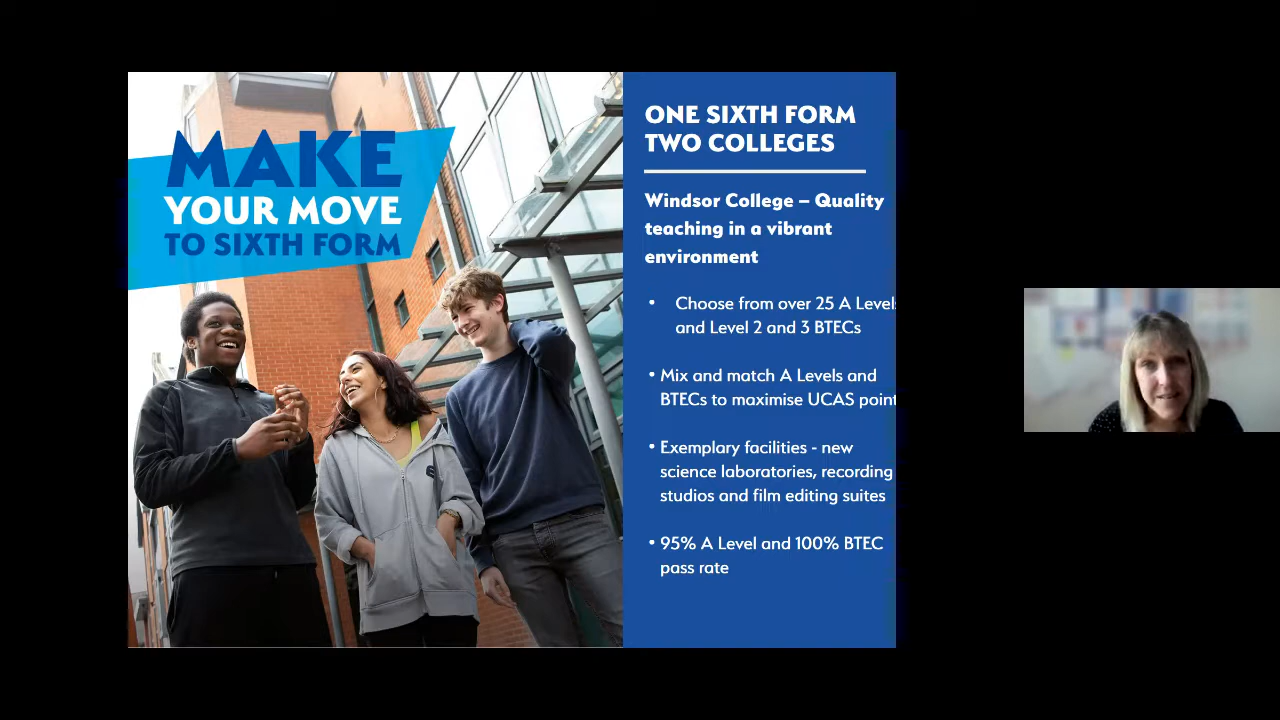 MAKE
YOUR MOVE
TO SIXTH FORM
ONE SIXTH FORM
TWO COLLEGES
Windsor College – Quality
teaching in a vibrant
environment
• Choose from over 25 A Level
and Level 2 and 3 BTECs
• Mix and match A Levels and
BTECs to maximise UCAS point
• Exemplary facilities - new
science laboratories, recording
studios and film editing suites
• 95% A Level and 100% BTEC
pass rate